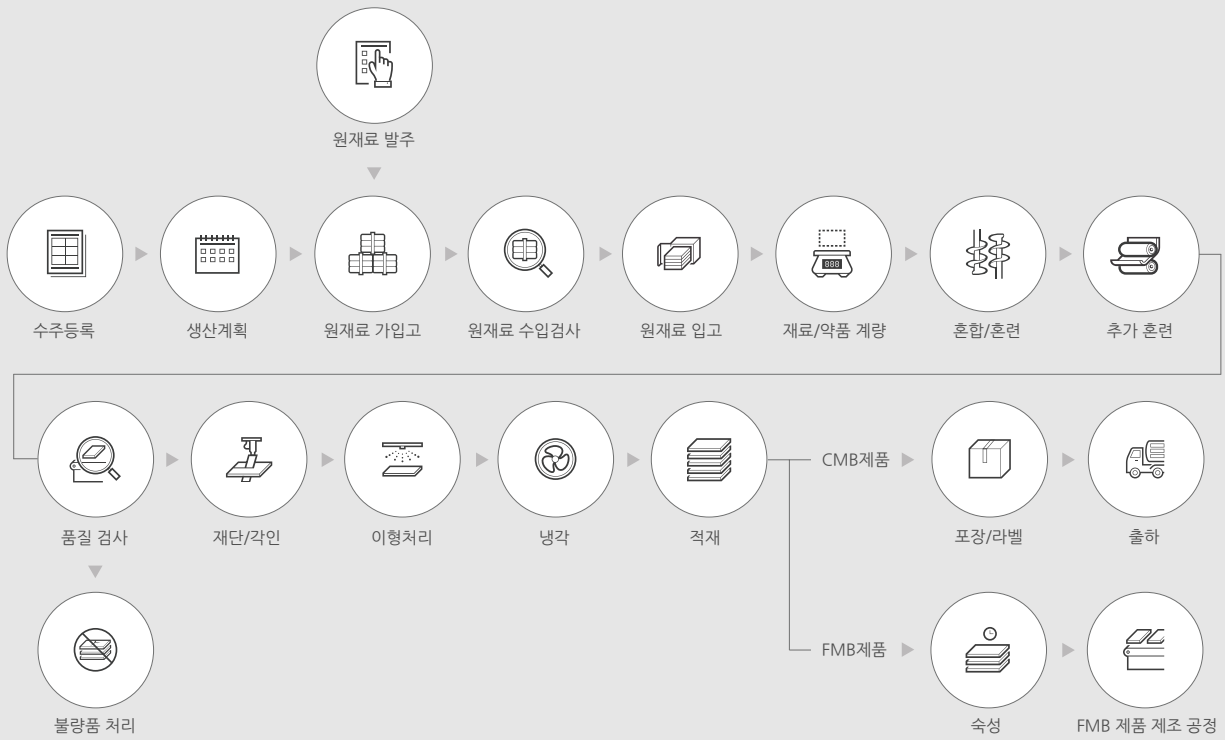 원재료 발주
수주등록
생산계획
원재료 가입고
원재료 수입검사
원재료 입고
재료/약품 계량
888
혼합/혼련
추가 혼련
품질 검사
재단/각인
이형처리
냉각
적재
CMB제품
포장/라벨
출하
불량품 처리
FMB제품
숙성
FMB 제품 제조 공정